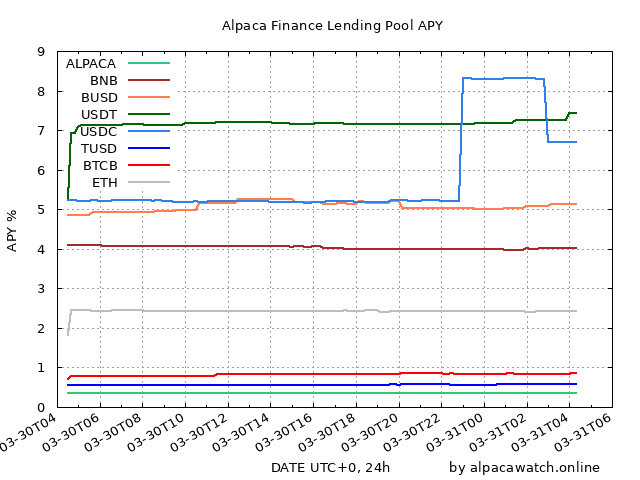 Alpaca Finance Lending Pool APY
ALPACA
BNB
BUSD
USDT
USDC
TUSD
BTCB
ETH
APY %
9
8
7
6
5
4
3
2
1
0
03-30T04
03-30T06
03-30T08
03-30T10
03-30T12
03-30T14
03-30T16
03-30T18
03-30T20
03-30T22
03-31T00
03-31T02
03-31T04
03-31T06
DATE UTC+0, 24h
by alpacawatch.online